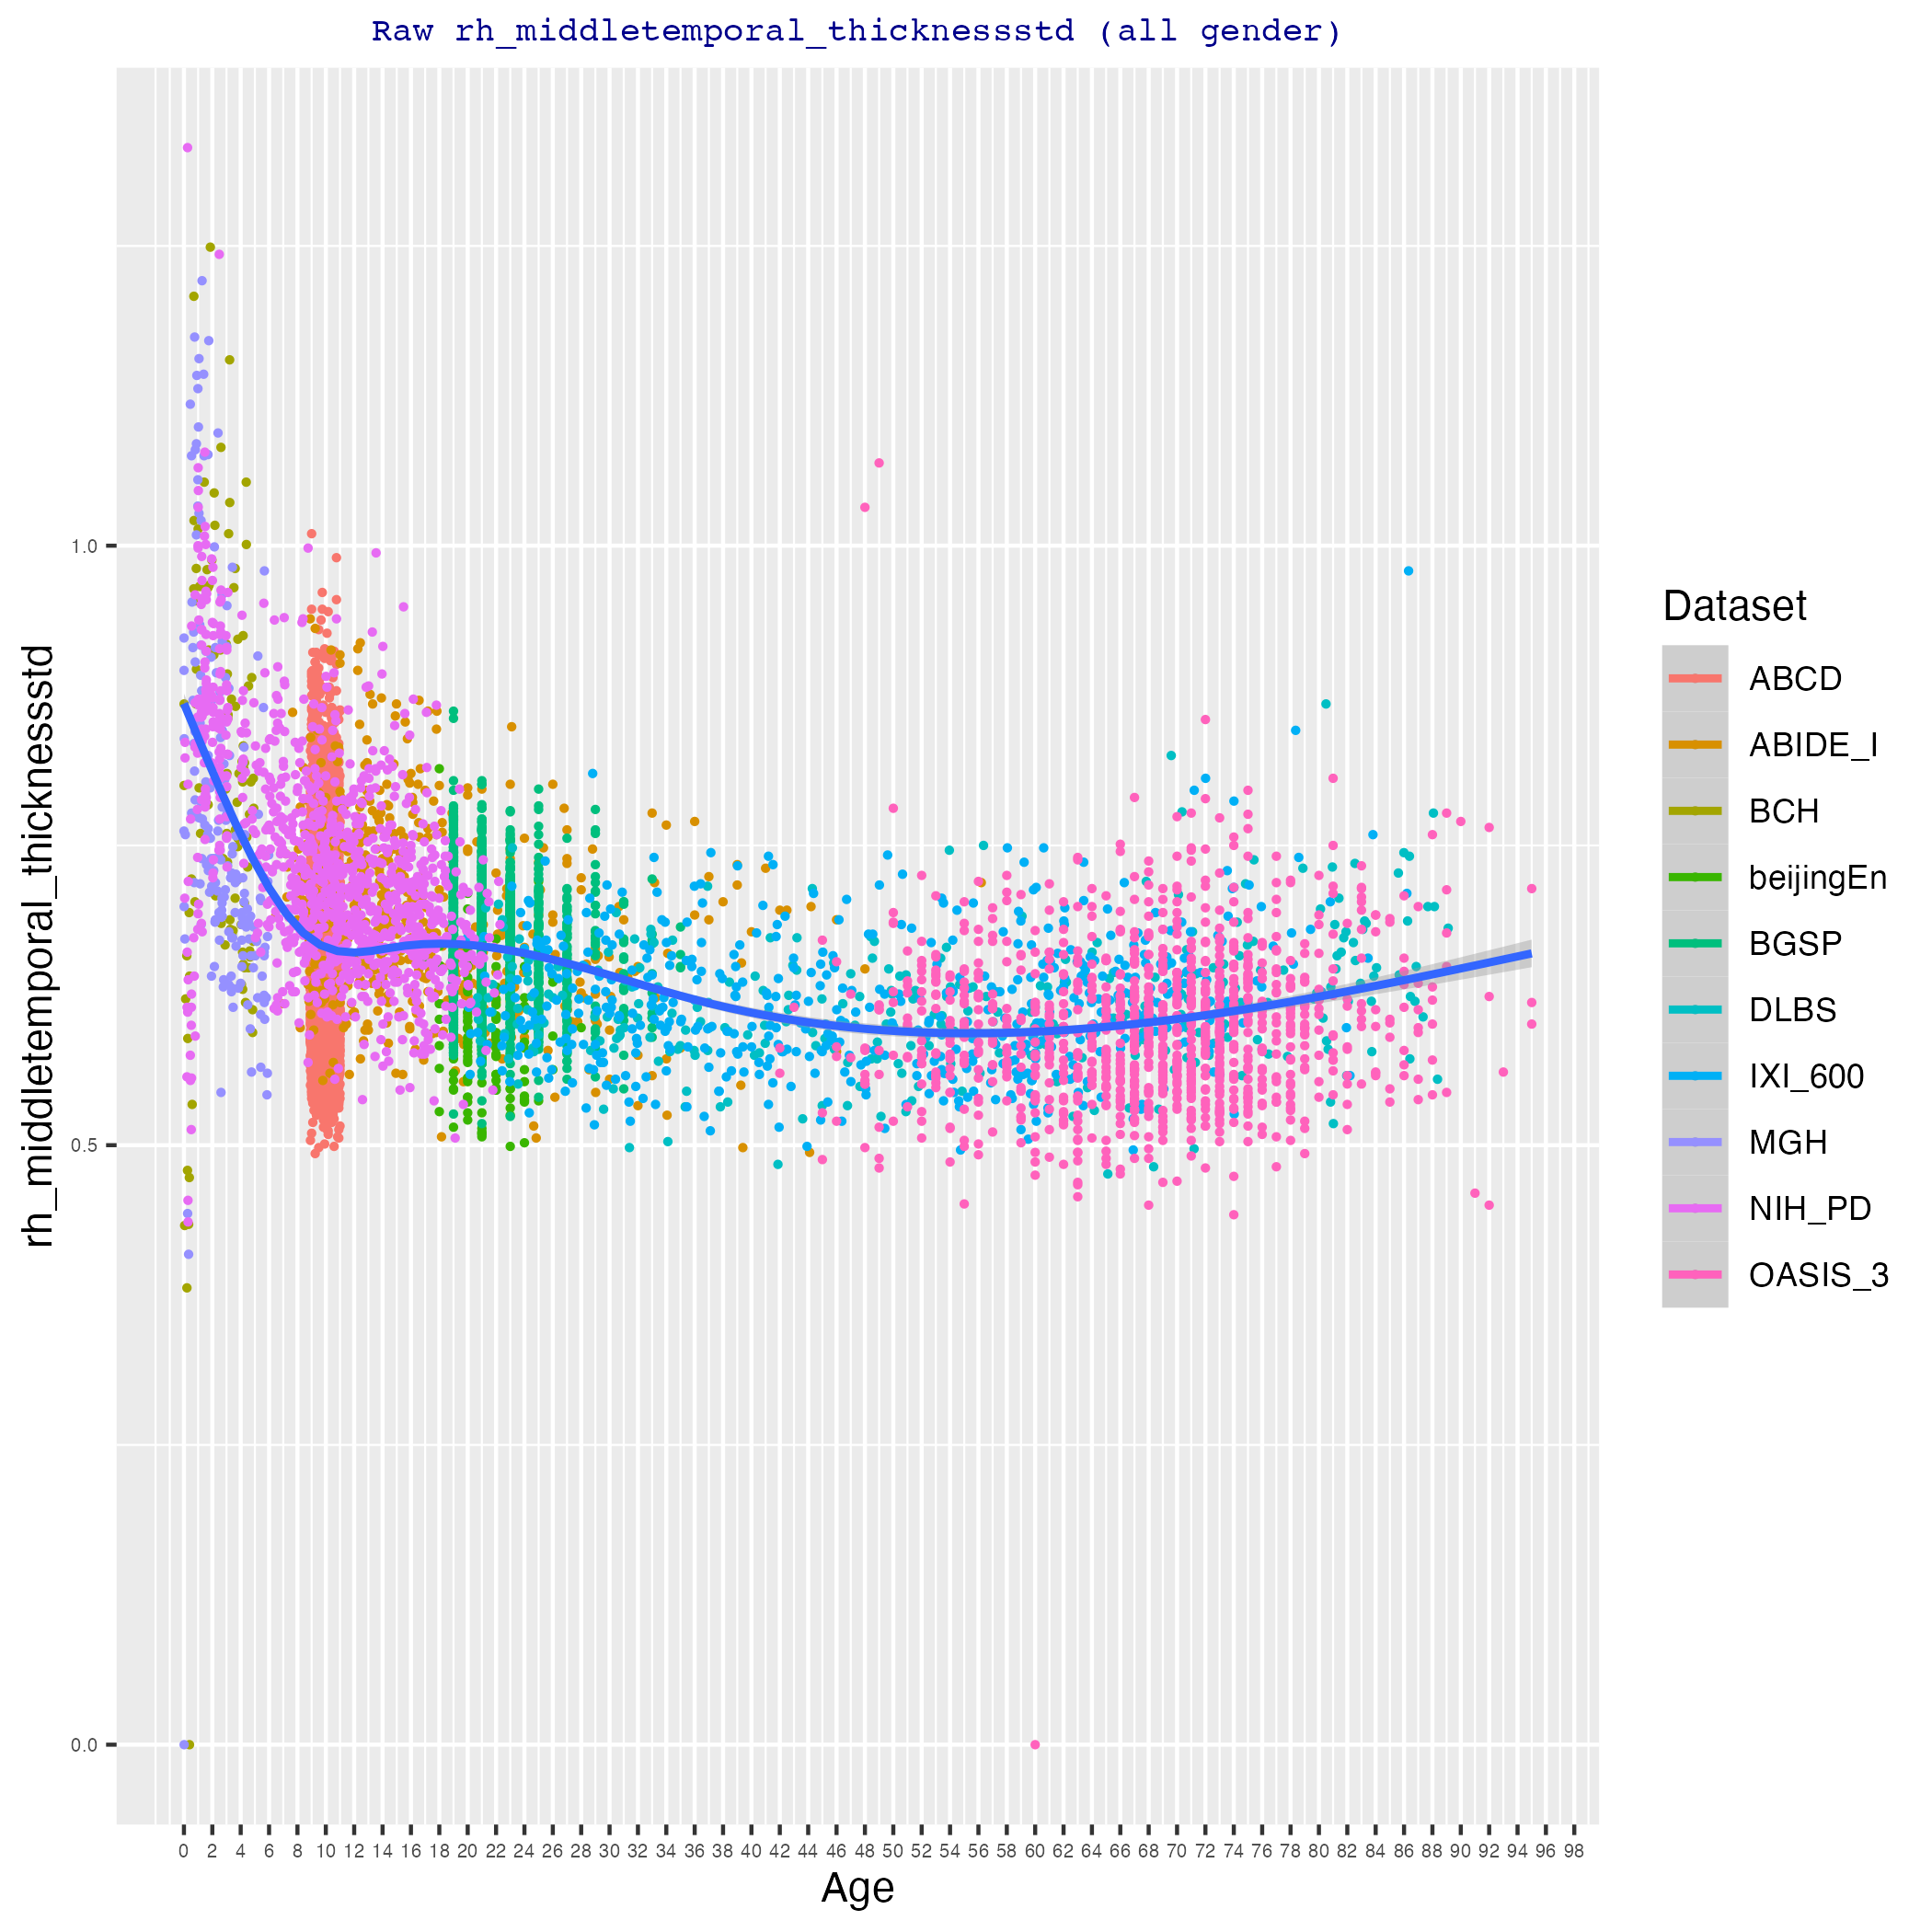 Raw rh_middletemporal_thicknessstd (all gender)
rh_middletemporal_thicknessstd
1.0
0.5
0.0
0 2 4 6 8 10 12 14 16 18 20 22 24 26 28 30 32 34 36 38 40 42 44 46 48 50 52 54 56 58 60 62 64 66 68 70 72 74 76 78 80 82 84 86 88 90 92 94 96 98
Age
Dataset
ABCD
ABIDE_I
BCH
beijingEn
BGSP
DLBS
IXI_600
MGH
NIH_PD
OASIS_3